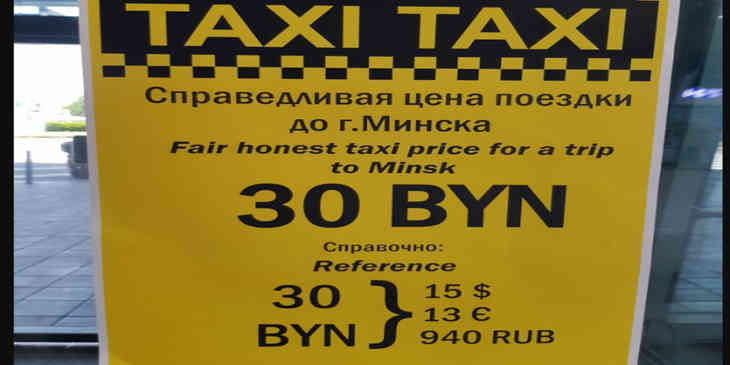 TAXI TAXI
Справедливая цена поездки
до г.Минска
Fair honest taxi price for a trip
to Minsk
30 BYN
Справочно:
Reference
30 BYN } 15 $
13 Є
940 RUB